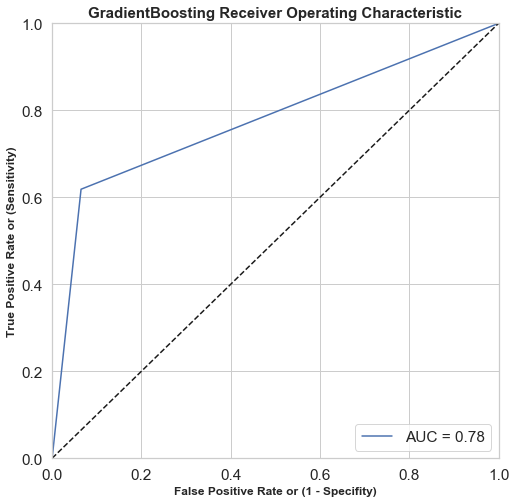 GradientBoosting Receiver Operating Characteristic
1.0
0.8
0.6
0.4
0.2
0.0
True Positive Rate or (Sensitivity)
AUC = 0.78
0.0 0.2 0.4 0.6 0.8 1.0
False Positive Rate or (1 - Specifity)